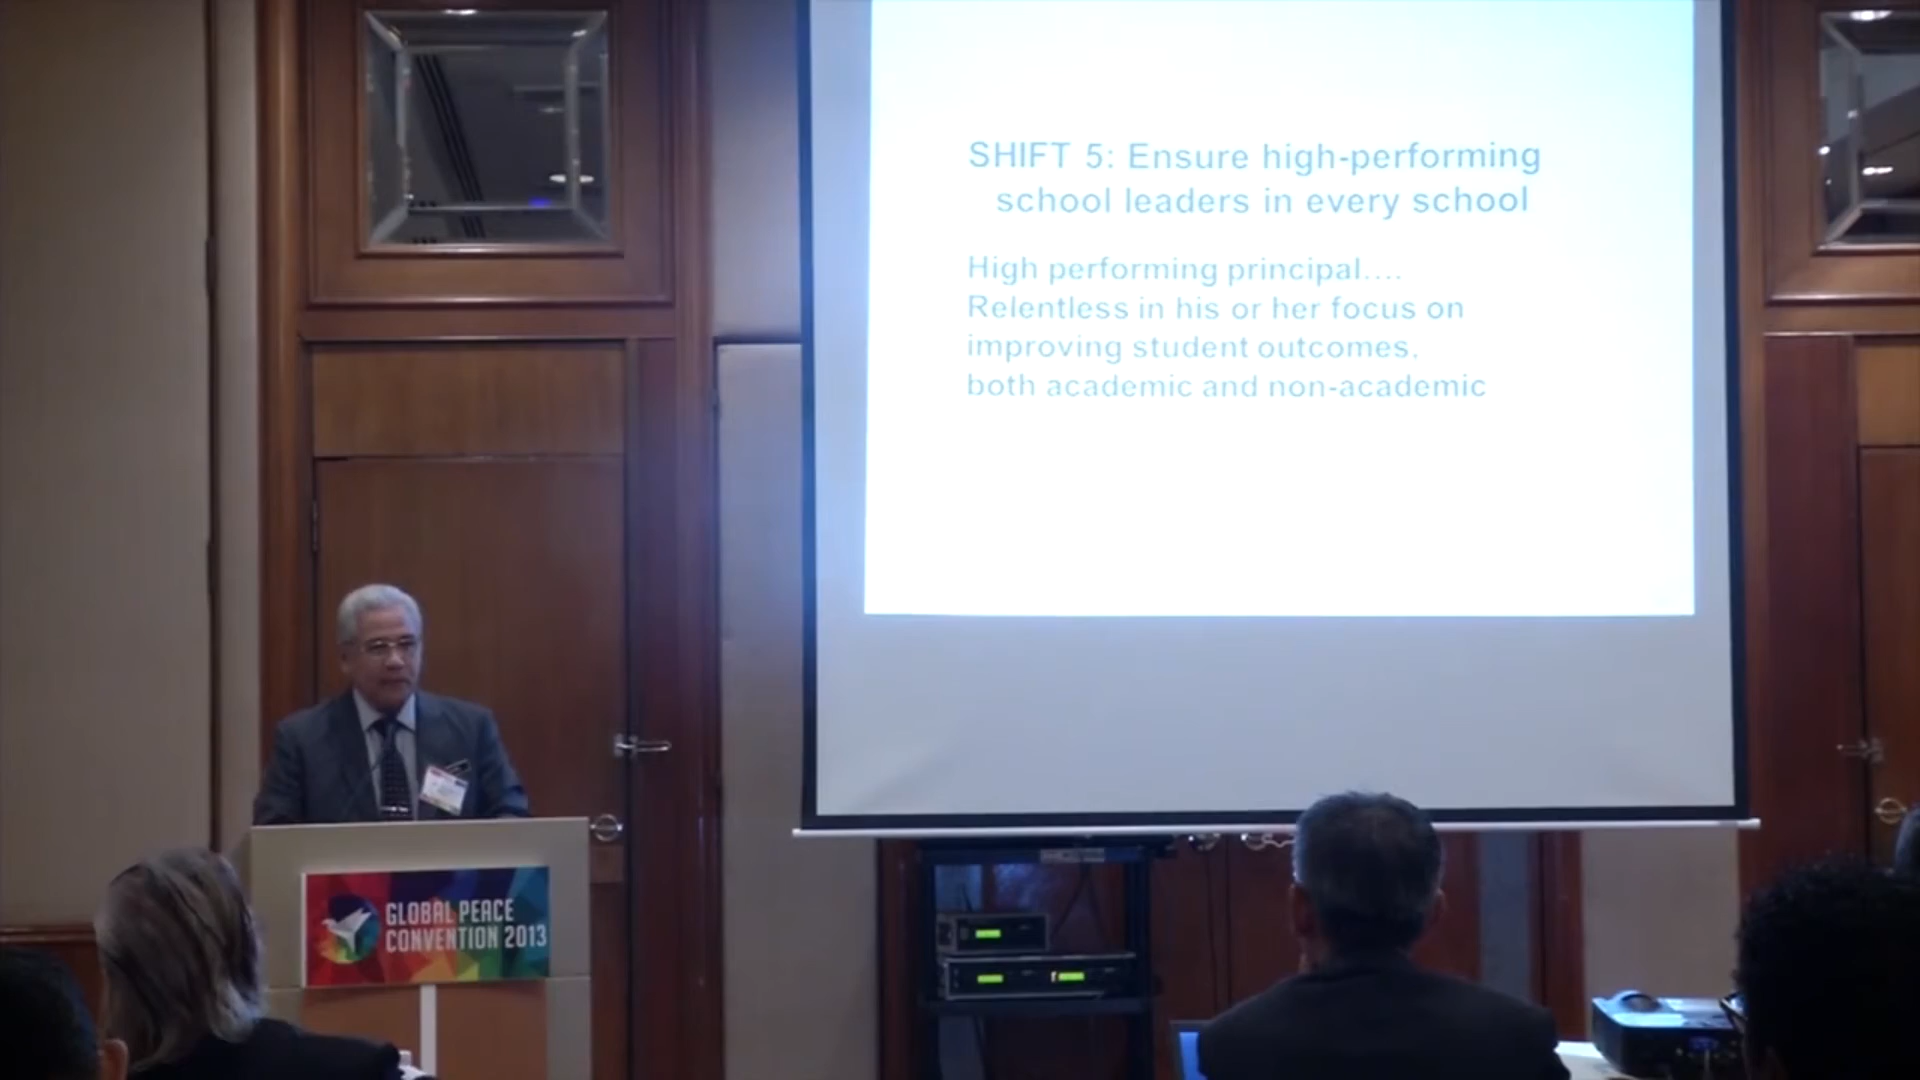 SHIFT 5: Ensure high-performing
school leaders in every school
High performing principal....
Relentless in his or her focus on
improving student outcomes,
both academic and non-academic
GLOBAL PEACE
CONVENTION 2013